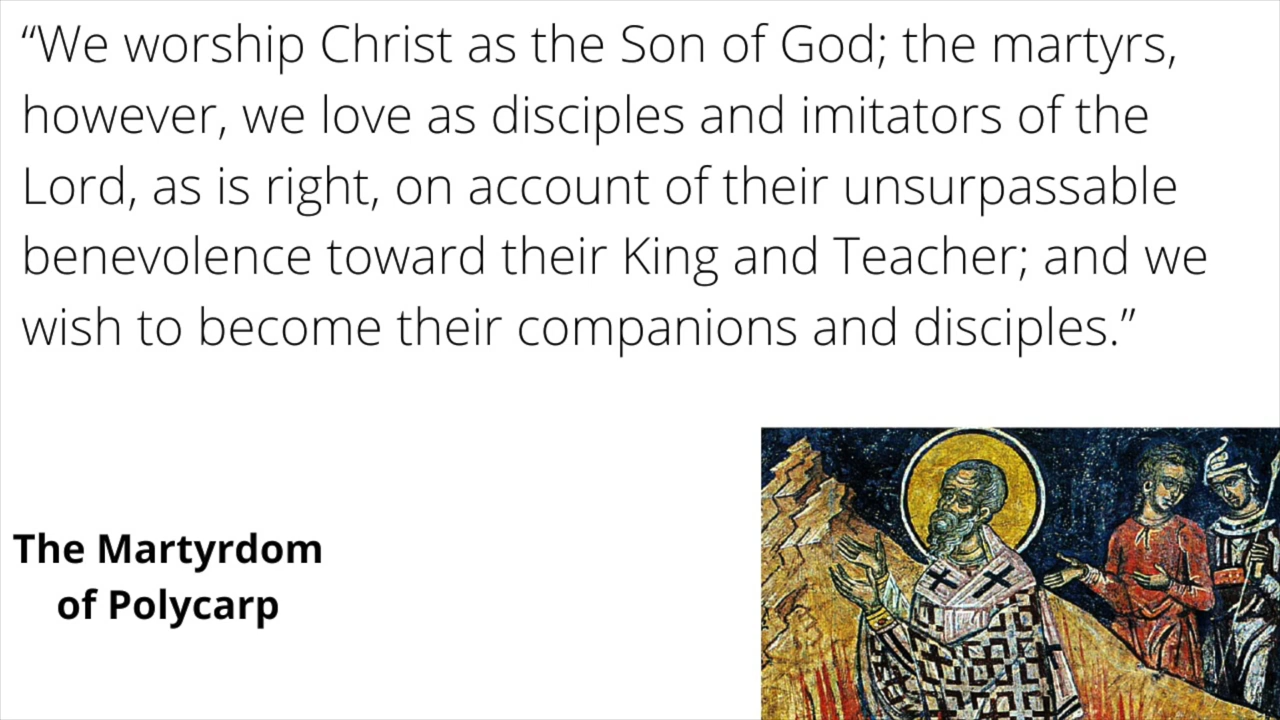 “We worship Christ as the Son of God; the martyrs,
however, we love as disciples and imitators of the
Lord, as is right, on account of their unsurpassable
benevolence toward their King and Teacher; and we
wish to become their companions and disciples.”
The Martyrdom
of Polycarp